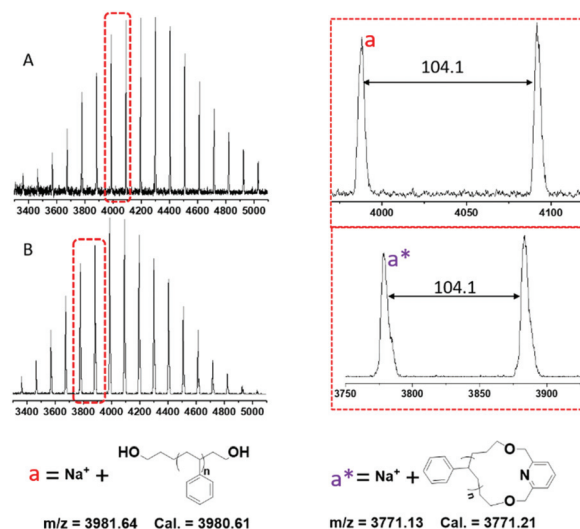 A
3400 3600 3800 4000 4200 4400 4600 4800 5000
a
104.1
4000 4050 4100
B
3400 3600 3800 4000 4200 4400 4600 4800 5000
a*
104.1
3750 3800 3850 3900
a = Na+ +
HO
OH
n
m/z = 3981.64 Cal. = 3980.61
a* = Na+ +
O
N
O
n
m/z = 3771.13 Cal. = 3771.21